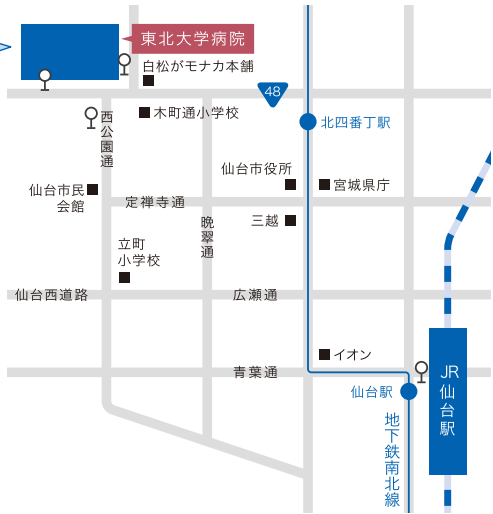 東北大学病院
白松がモナカ本舗
48
木町通小学校
北四番丁駅
西公園通
仙台市役所
宮城県庁
仙台市民
会館
定禅寺通
三越
晩翠通
立町
小学校
仙台西道路
広瀬通
イオン
青葉通
仙台駅
JR
仙台駅
地下鉄南北線